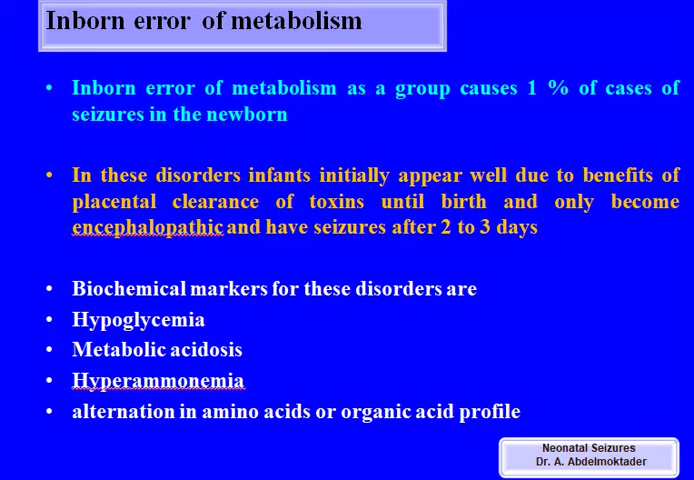 Inborn error of metabolism
• Inborn error of metabolism as a group causes 1 % of cases of
seizures in the newborn
• In these disorders infants initially appear well due to benefits of
placental clearance of toxins until birth and only become
encephalopathic and have seizures after 2 to 3 days
• Biochemical markers for these disorders are
• Hypoglycemia
• Metabolic acidosis
• Hyperammonemia
• alternation in amino acids or organic acid profile
Neonatal Seizures
Dr. A. Abdelmoktader